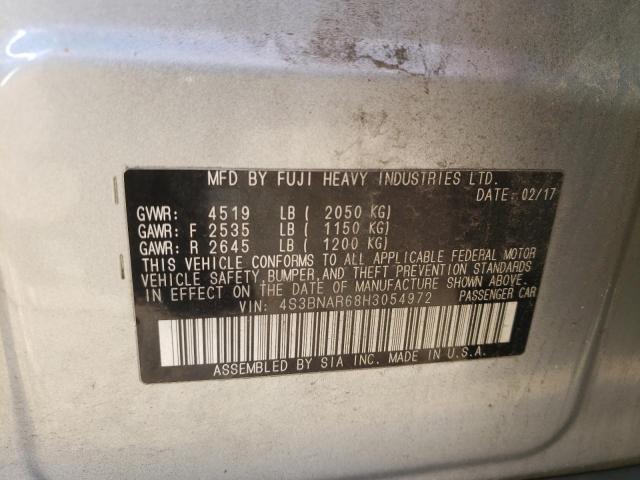 MFD BY FUJI HEAVY INDUSTRIES LTD.
DATE: 02/17
GVWR: 4519 LB ( 2050 KG)
GAWR: F 2535 LB ( 1150 KG)
GAWR: R 2645 LB ( 1200 KG)
THIS VEHICLE CONFORMS TO ALL APPLICABLE FEDERAL MOTOR
VEHICLE SAFETY, BUMPER, AND THEFT PREVENTION STANDARDS
IN EFFECT ON THE DATE OF MANUFACTURE SHOWN ABOVE.
VIN: 4S3BNAR68H3054972 PASSENGER CAR
ASSEMBLED BY SIA INC. MADE IN U.S.A.